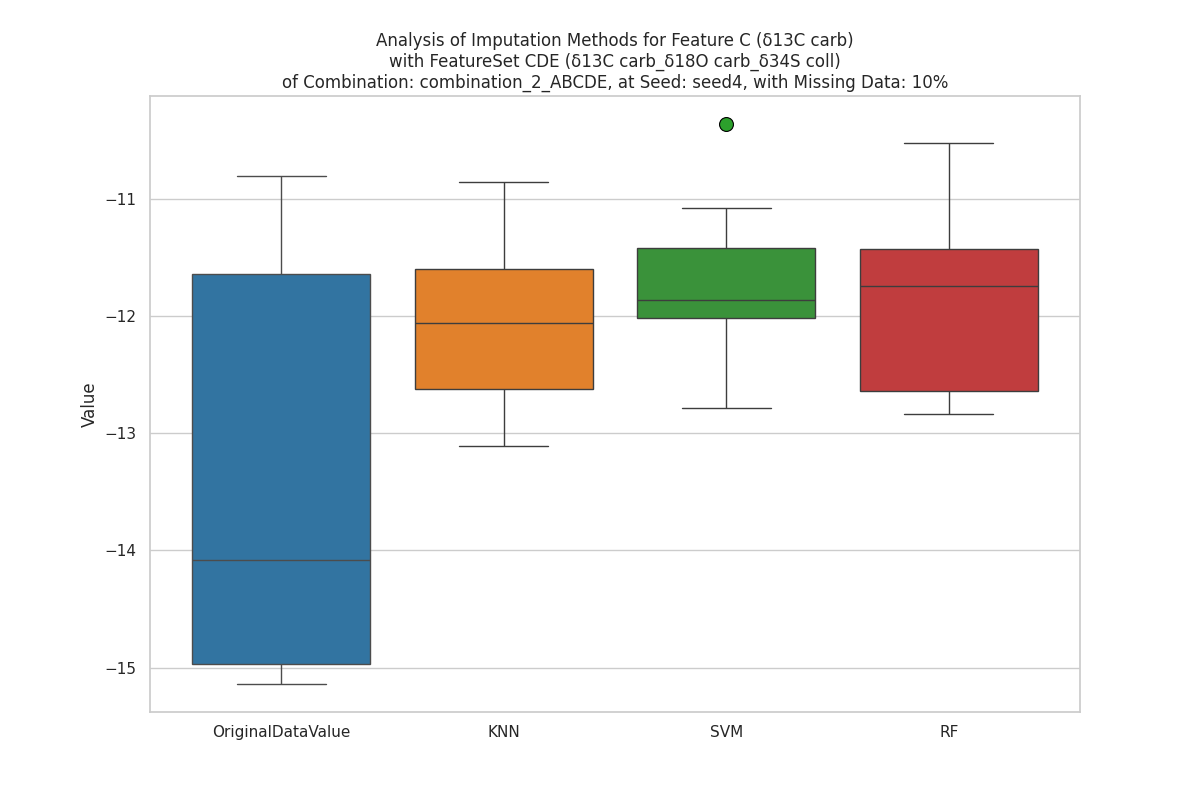 Analysis of Imputation Methods for Feature C (δ13C carb)
with FeatureSet CDE (δ13C carb_δ18O carb_δ34S coll)
of Combination: combination_2_ABCDE, at Seed: seed4, with Missing Data: 10%
Value
−11
−12
−13
−14
−15
OriginalDataValue
KNN
SVM
RF